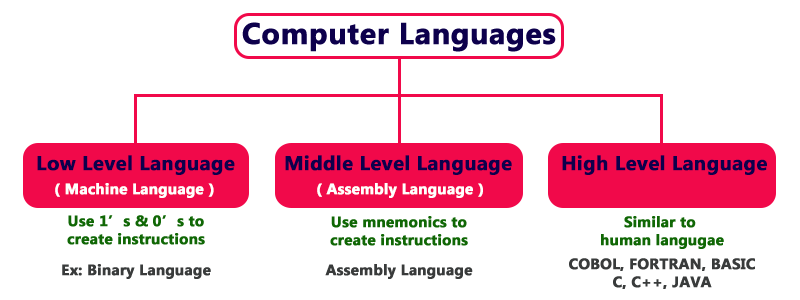 Computer Languages
Low Level Language
( Machine Language )
Use 1’s & 0’s to
create instructions
Ex: Binary Language
Middle Level Language
( Assembly Language )
Use mnemonics to
create instructions
Assembly Language
High Level Language
Similar to
human langugae
COBOL, FORTRAN, BASIC
C, C++, JAVA